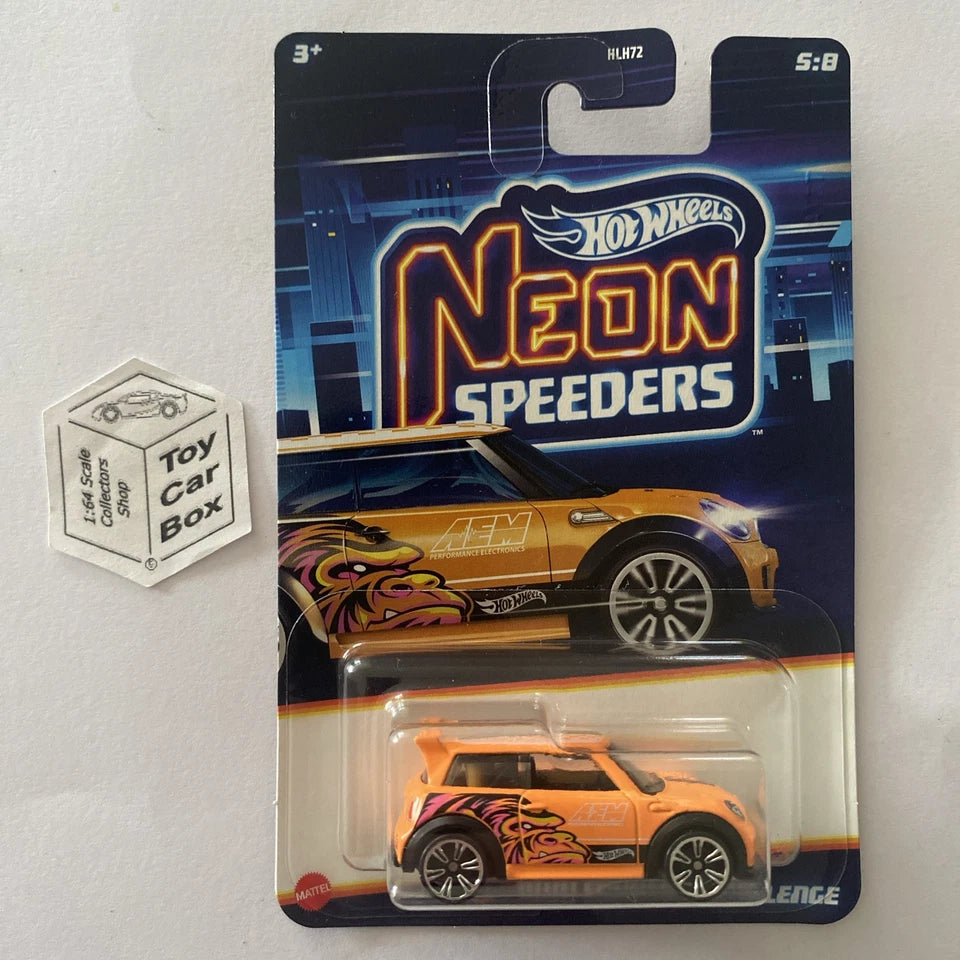 3+
HLH72
5:8
Hot Wheels
NEON
SPEEDERS
™
AEM
PERFORMANCE ELECTRONICS
Hot Wheels
1:64 Scale
Collectors
Shop
Toy
Car
Box
©
AEM
Hot Wheels
MATTEL
LENGE